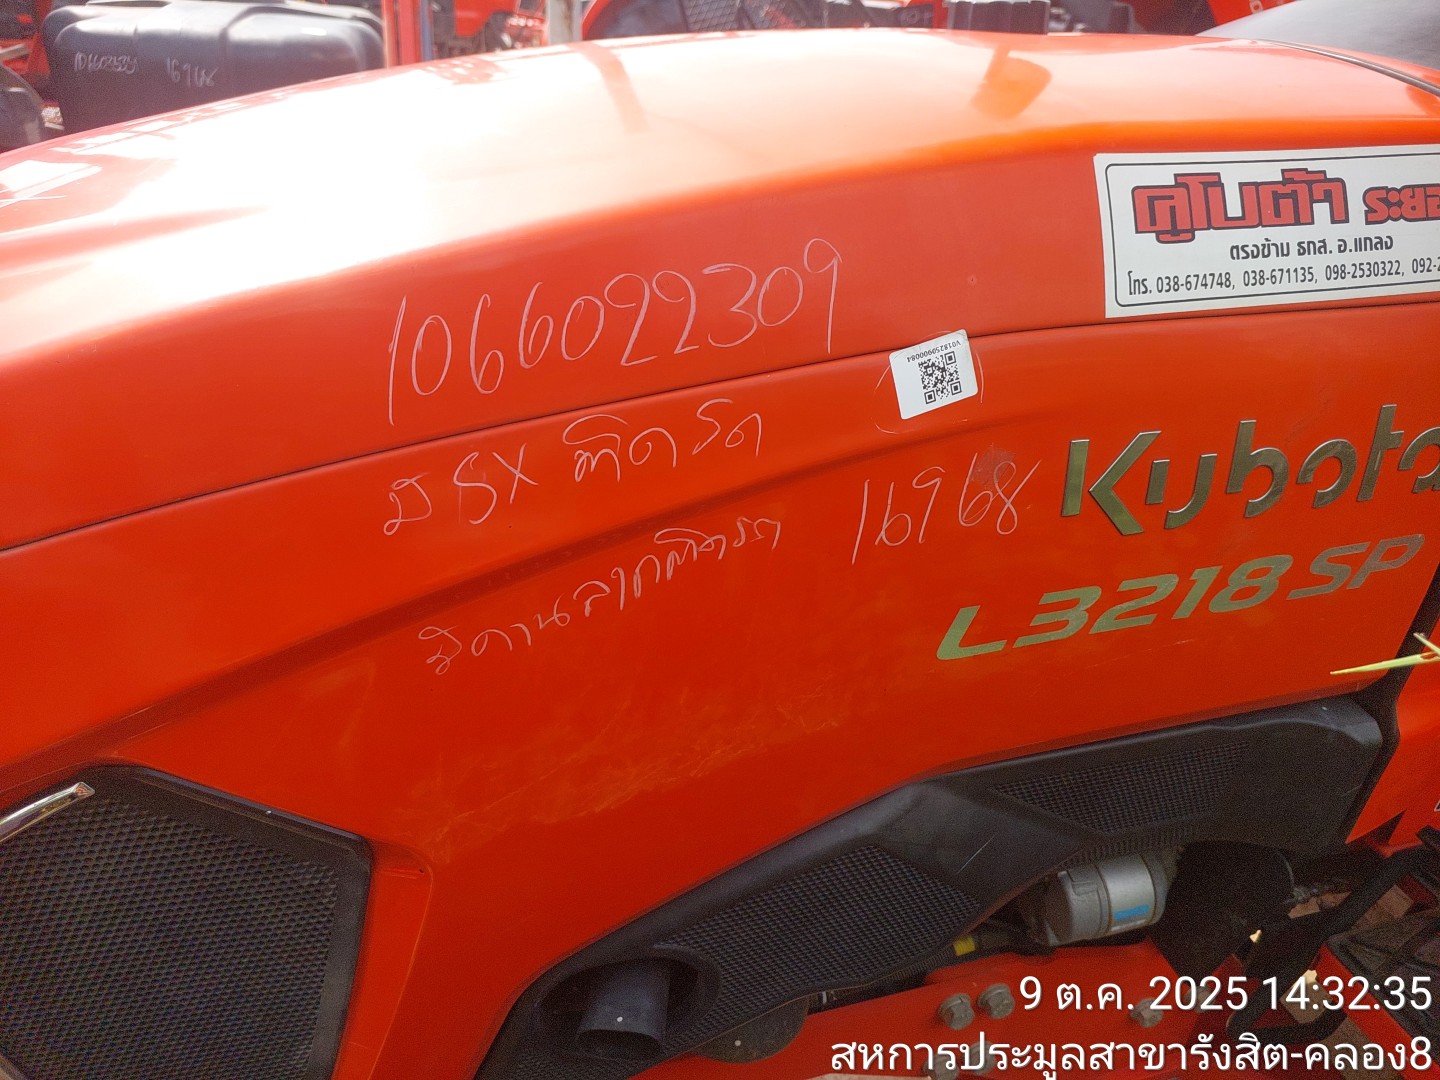 คูโบต้า ระยอ
ตรงข้าม ธกส. อ.แกลง
โทร. 038-674748, 038-671135, 098-2530322, 092-2
1066022309
V018250900084
มี SX ติดรถ
16968
มีคานลากติดรถ
Kubota
L3218SP
9 ต.ค. 2025 14:32:35
สหการประมูลสาขารังสิต-คลอง8